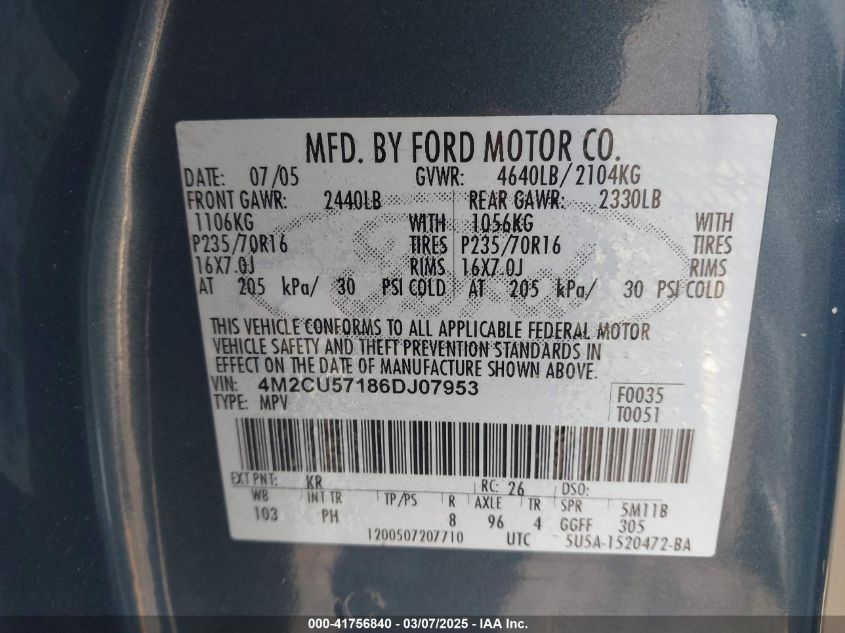 MFD. BY FORD MOTOR CO.
DATE: 07/05 GVWR: 4640LB/2104KG
FRONT GAWR: 2440LB REAR GAWR: 2330LB
1106KG WITH 1056KG WITH
P235/70R16 TIRES P235/70R16 TIRES
16X7.0J RIMS 16X7.0J RIMS
AT 205 kPa/ 30 PSI COLD AT 205 kPa/ 30 PSI COLD
THIS VEHICLE CONFORMS TO ALL APPLICABLE FEDERAL MOTOR
VEHICLE SAFETY AND THEFT PREVENTION STANDARDS IN
EFFECT ON THE DATE OF MANUFACTURE SHOWN ABOVE.
VIN: 4M2CU57186DJ07953 F0035
TYPE: MPV T0051
EXT PNT: KR RC: 26 DSO:
WB INT TR TP/PS R AXLE TR SPR 5M11B
103 PH 8 96 4 GGFF 305
1200507207710 UTC 5U5A-1520472-BA
000-41756840 - 03/07/2025 - IAA Holdings, LLC.